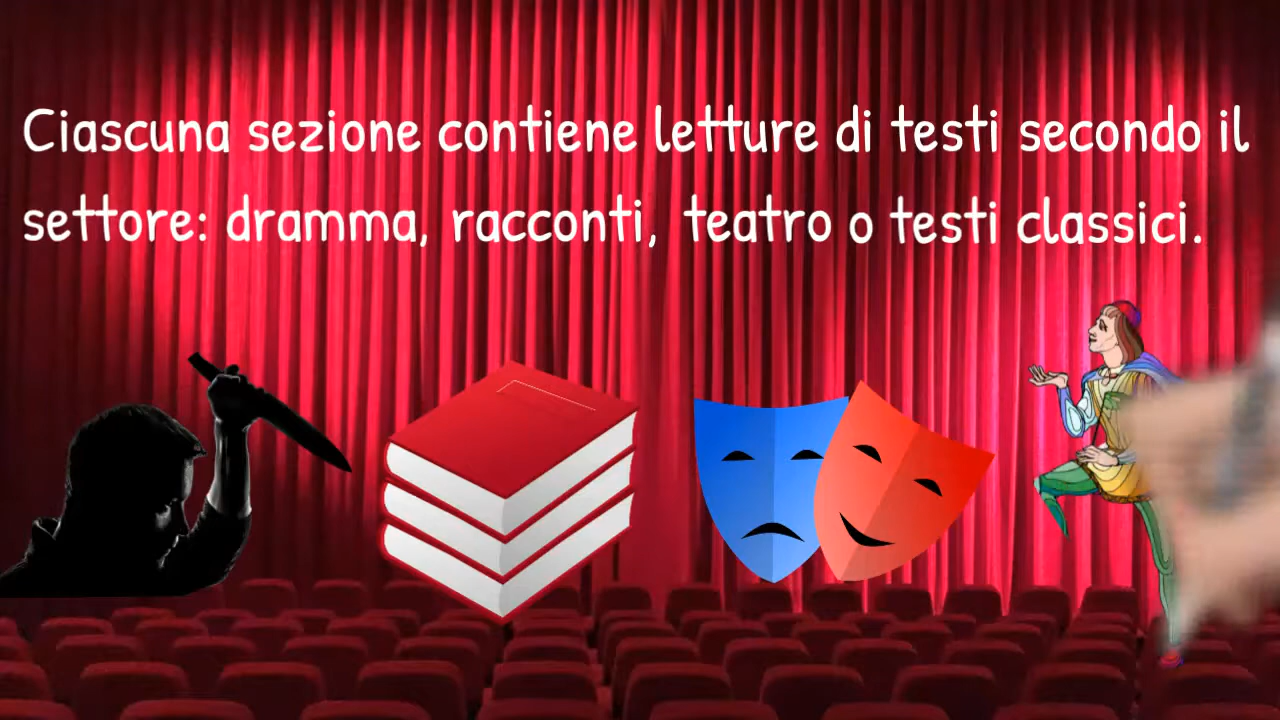 Ciascuna sezione contiene letture di testi secondo il
settore: dramma, racconti, teatro o testi classici.